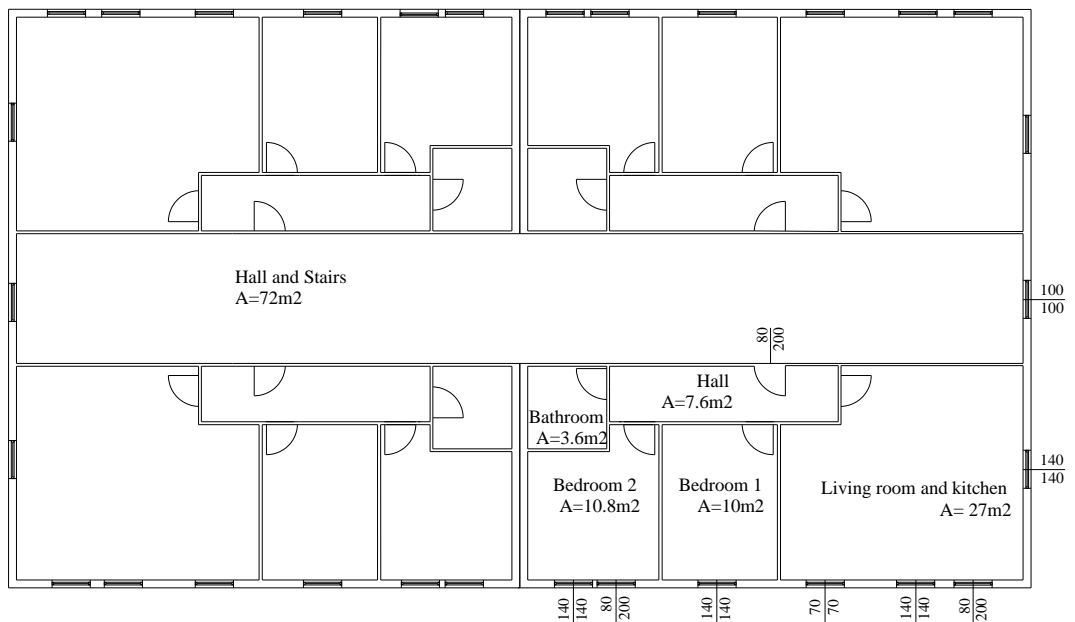 Hall and Stairs
A=72m2
100
100
80
200
Hall
A=7.6m2
Bathroom
A=3.6m2
Bedroom 2
A=10.8m2
Bedroom 1
A=10m2
Living room and kitchen
A= 27m2
140
140
140
140
80
200
140
140
70
70
140
140
80
200